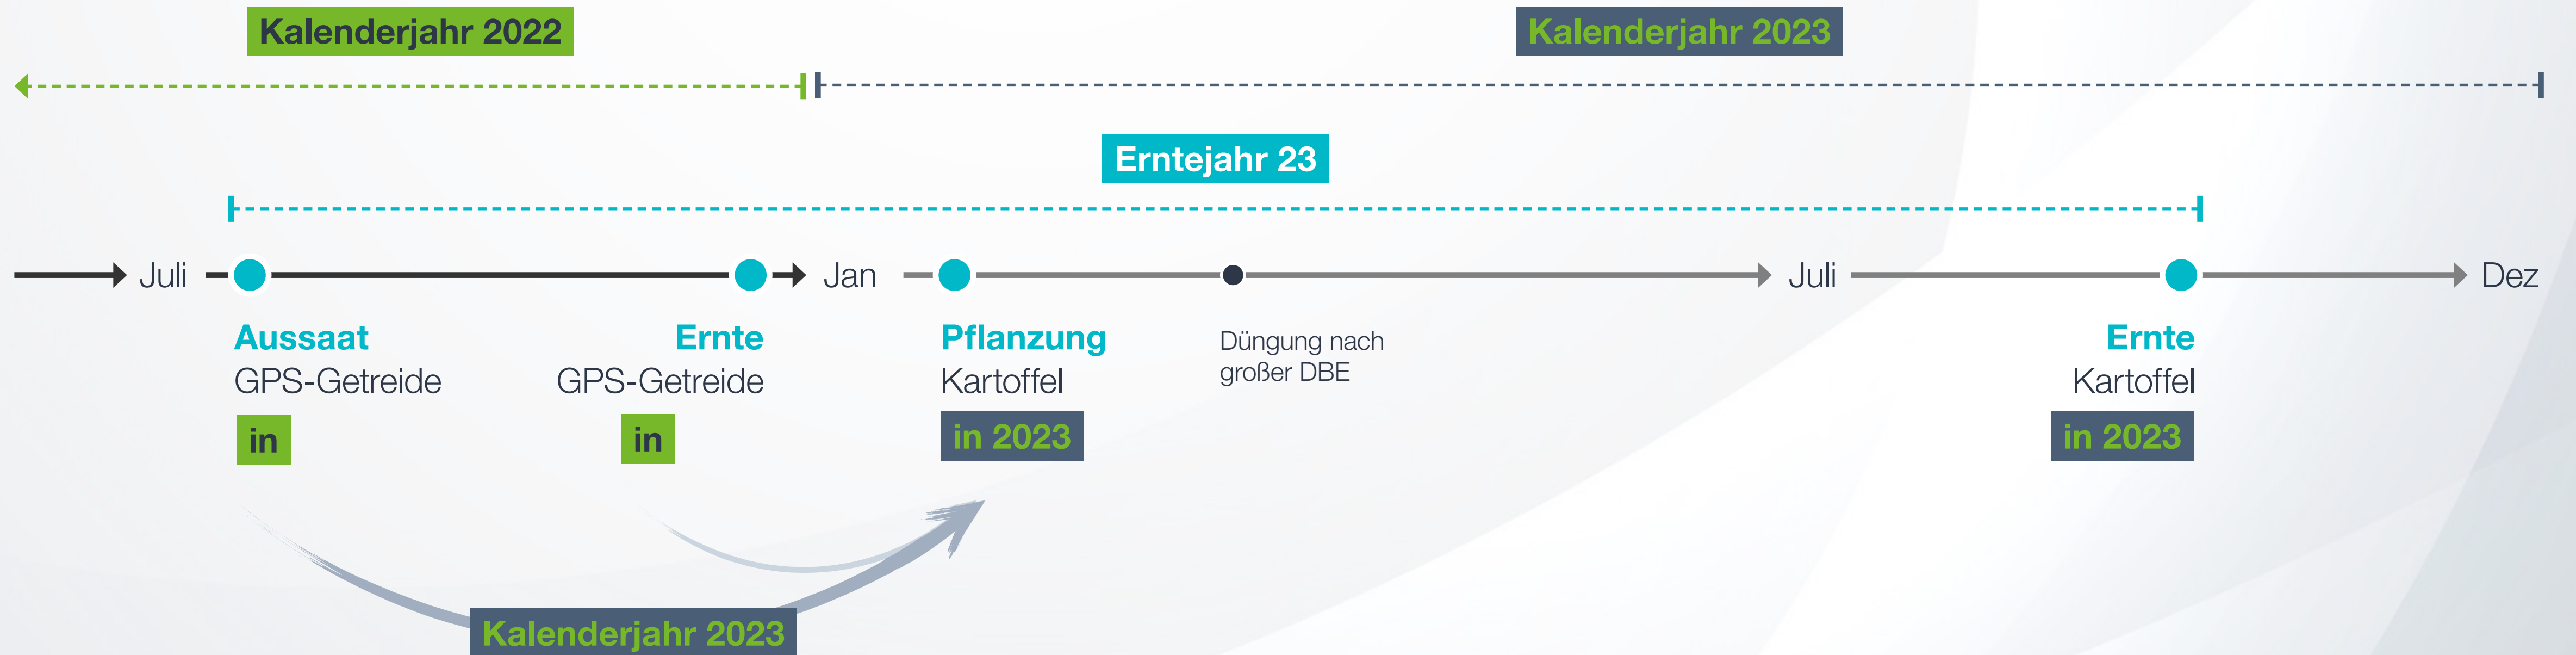 Kalenderjahr 2022
Kalenderjahr 2023
Erntejahr 23
Juli
Jan
Juli
Dez
Aussaat
GPS-Getreide
in
Ernte
GPS-Getreide
in
Pflanzung
Kartoffel
in 2023
Düngung nach
großer DBE
Ernte
Kartoffel
in 2023
Kalenderjahr 2023